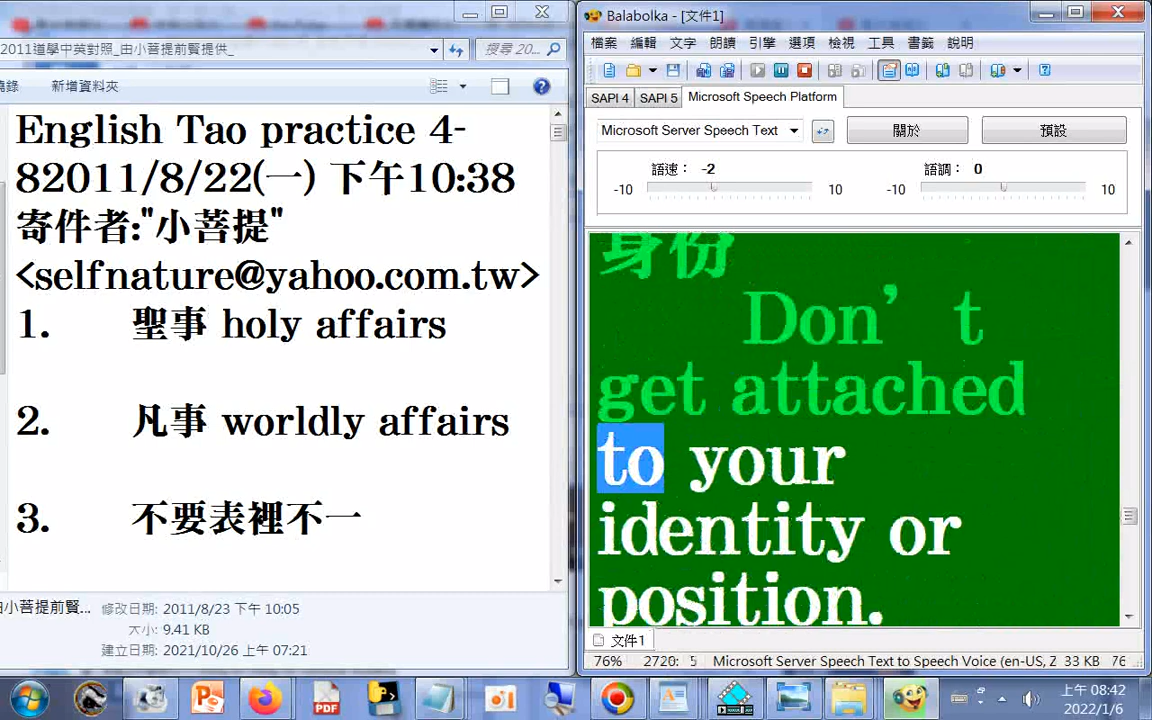 2011道學中英對照_由小菩提前賢提供_
搜尋 20...
新增資料夾
English Tao practice 4-
82011/8/22(一) 下午10:38
寄件者:"小菩提"
<selfnature@yahoo.com.tw>
1. 聖事 holy affairs
2. 凡事 worldly affairs
3. 不要表裡不一
由小菩提前賢... 修改日期: 2011/8/23 下午 10:05
大小: 9.41 KB
建立日期: 2021/10/26 上午 07:21
Balabolka - [文件1]
檔案 編輯 文字 朗讀 引擎 選項 檢視 工具 書籤 說明
SAPI 4 SAPI 5 Microsoft Speech Platform
Microsoft Server Speech Text 關於 預設
語速： -2 語調： 0
-10 10 -10 10
身份
Don’t
get attached
to your
identity or
position.
文件1
76% 2720: 5 Microsoft Server Speech Text to Speech Voice (en-US, Z 33 KB 76
上午 08:42
2022/1/6